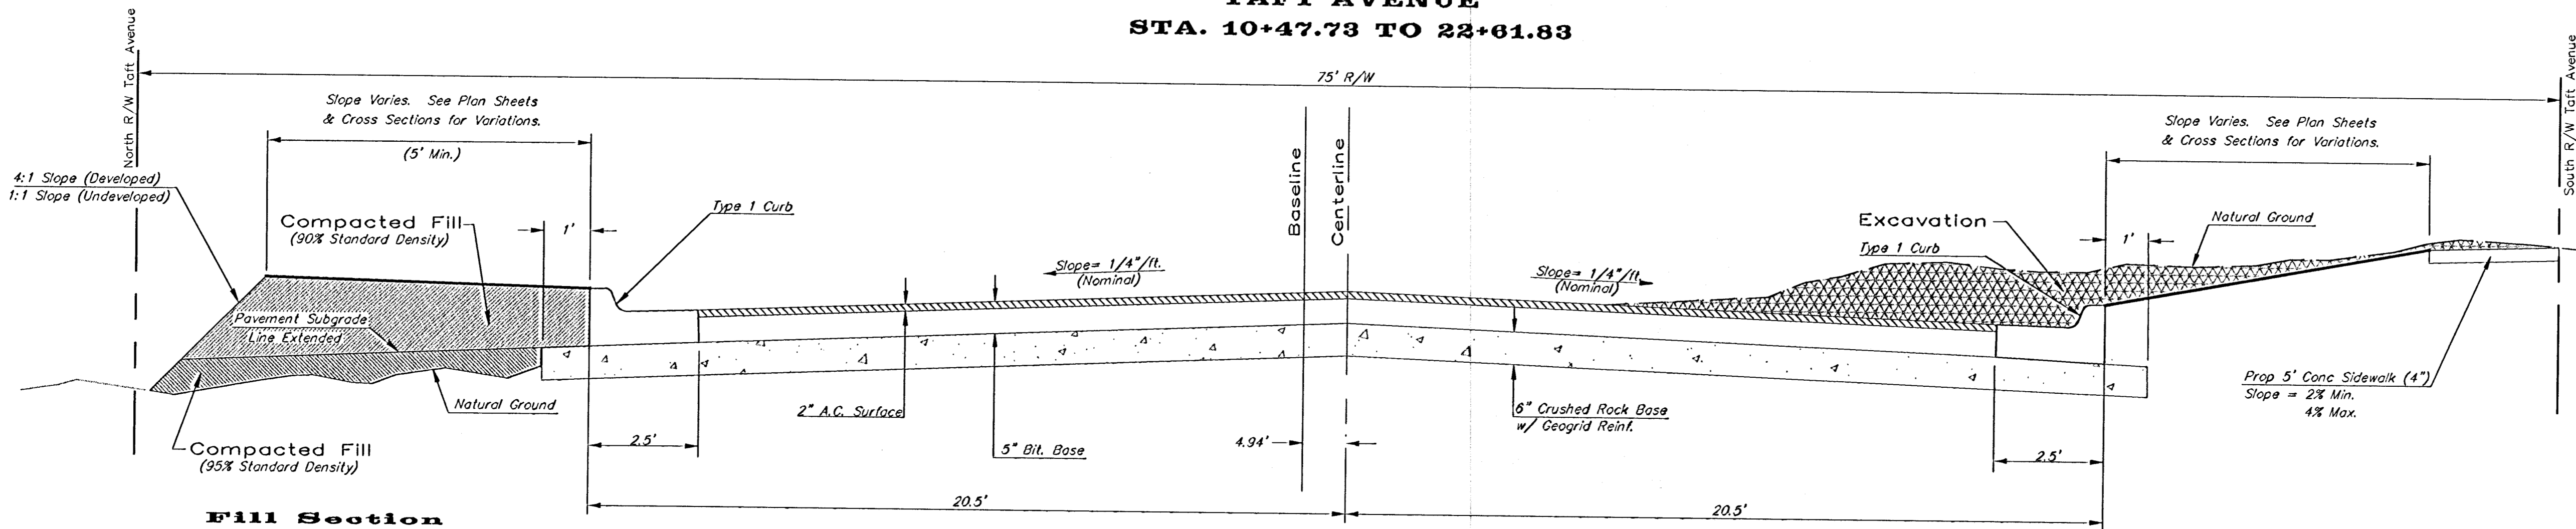 TAFT AVENUE
STA. 10+47.73 TO 22+61.83
75' R/W
North R/W Taft Avenue
South R/W Taft Avenue
Slope Varies. See Plan Sheets
& Cross Sections for Variations.
(5' Min.)
Slope Varies. See Plan Sheets
& Cross Sections for Variations.
4:1 Slope (Developed)
1:1 Slope (Undeveloped)
Compacted Fill
(90% Standard Density)
1'
Type 1 Curb
Baseline
Centerline
Slope= 1/4"/ft.
(Nominal)
Slope= 1/4"/ft.
(Nominal)
Excavation
Type 1 Curb
Natural Ground
1'
Pavement Subgrade
Line Extended
Natural Ground
2" A.C. Surface
5" Bit. Base
6" Crushed Rock Base
w/ Geogrid Reinf.
Prop 5' Conc Sidewalk (4")
Slope = 2% Min.
4% Max.
Compacted Fill
(95% Standard Density)
2.5'
4.94'
2.5'
20.5'
20.5'
Fill Section